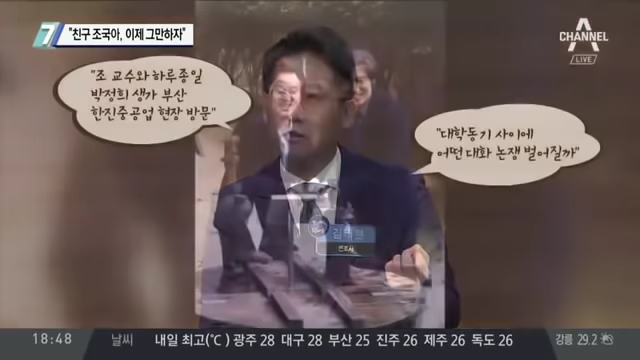 7
"친구 조국아, 이제 그만하자"
CHANNEL
LIVE
"조 교수와 하루종일
박정희 생가 부산
한진중공업 현장 방문"
"대학동기 사이에
어떤 대화 논쟁 벌어질까"
변호사
18:48 날씨 내일 최고(℃) 광주 28 대구 28 부산 25 진주 26 제주 26 독도 26 강릉 29.2